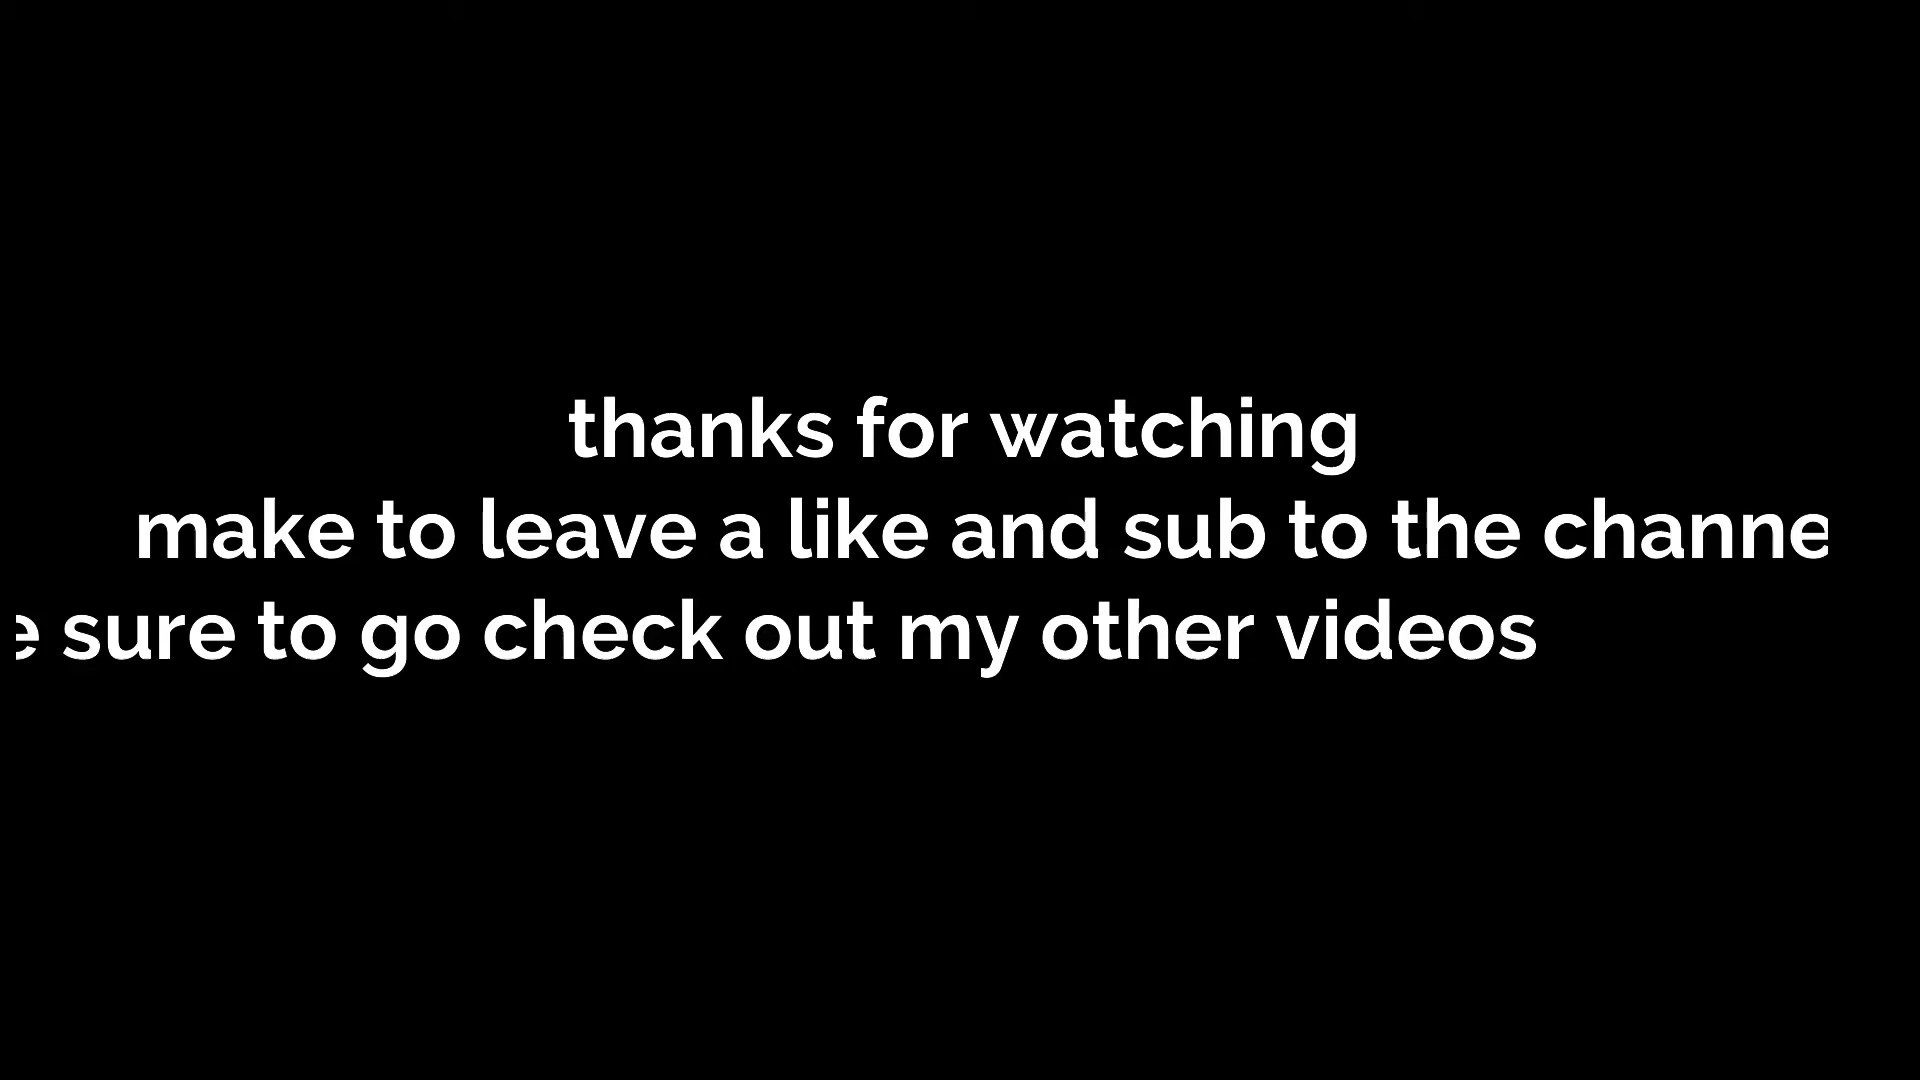 thanks for watching
make to leave a like and sub to the channe
e sure to go check out my other videos